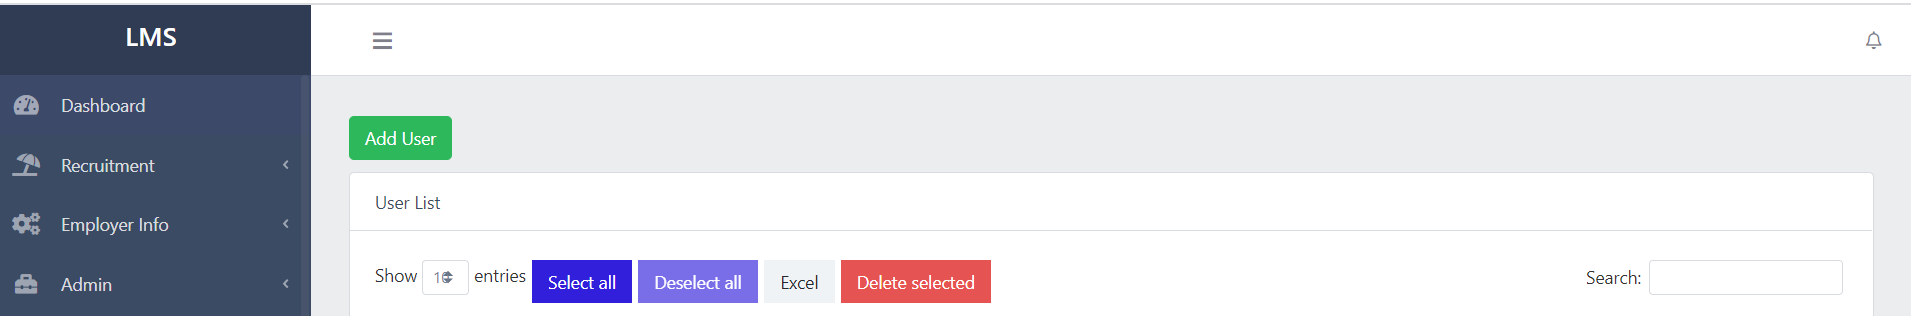 LMS
Dashboard
Recruitment
Employer Info
Admin
Add User
User List
Show 10 entries Select all Deselect all Excel Delete selected Search: